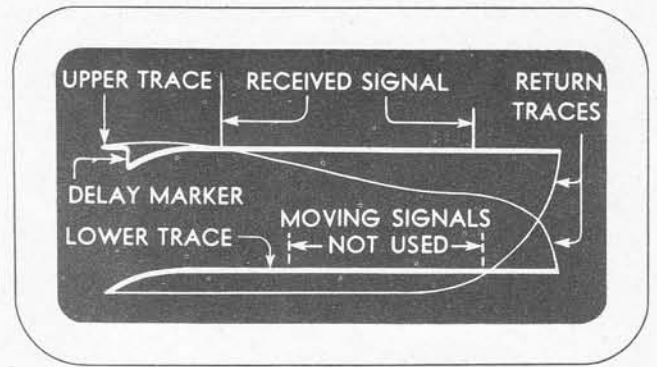 UPPER TRACE
RECEIVED SIGNAL
RETURN
TRACES
DELAY MARKER
MOVING SIGNALS
NOT USED
LOWER TRACE